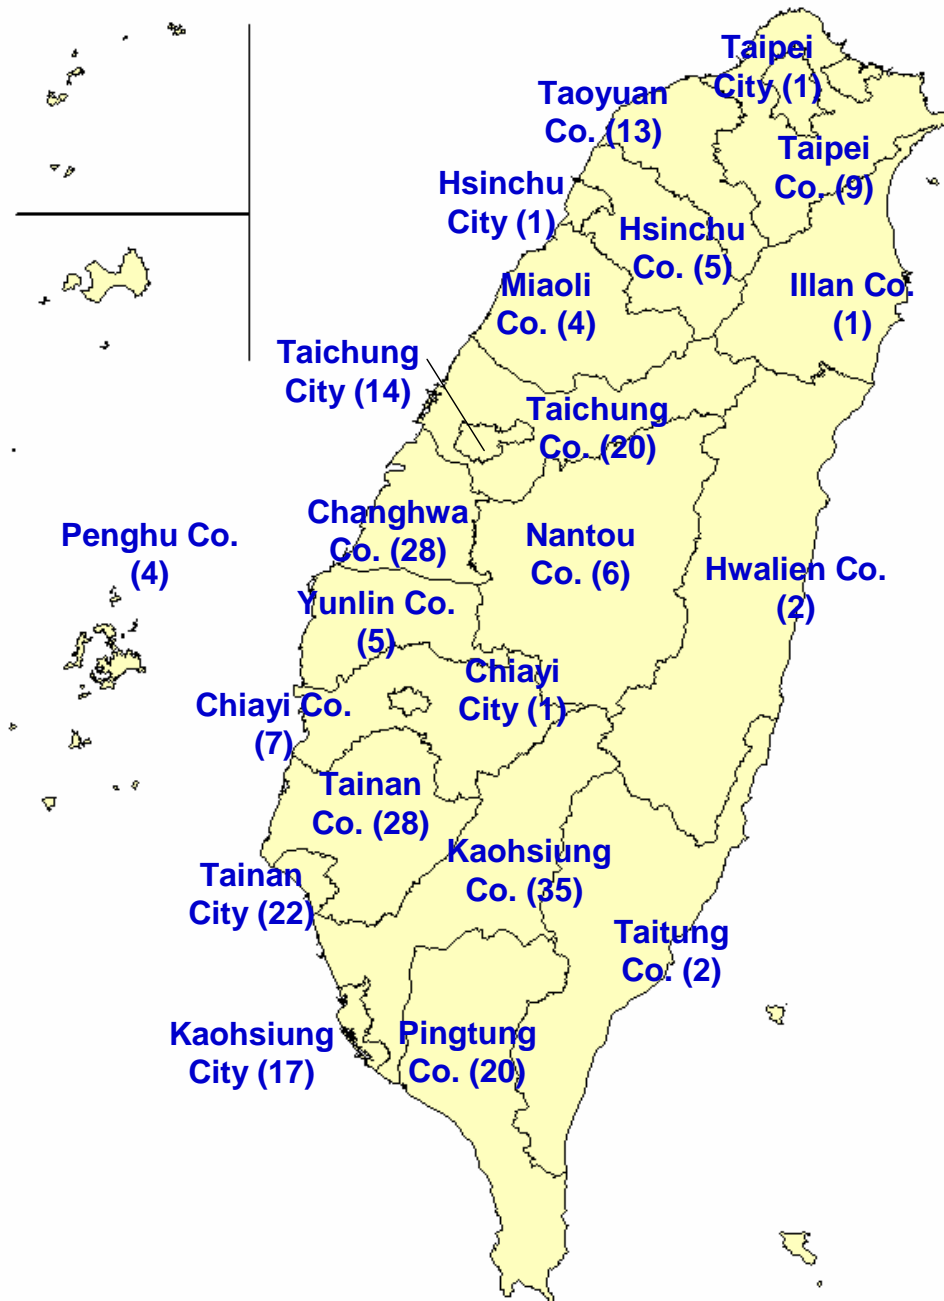 Taipei
City (1)
Taoyuan
Co. (13)
Taipei
Co. (9)
Hsinchu
City (1)
Hsinchu
Co. (5)
Miaoli
Co. (4)
Illan Co.
(1)
Taichung
City (14)
Taichung
Co. (20)
Changhwa
Co. (28)
Penghu Co.
(4)
Nantou
Co. (6)
Hwalien Co.
(2)
Yunlin Co.
(5)
Chiayi
City (1)
Chiayi Co.
(7)
Tainan
Co. (28)
Kaohsiung
Co. (35)
Tainan
City (22)
Taitung
Co. (2)
Kaohsiung
City (17)
Pingtung
Co. (20)